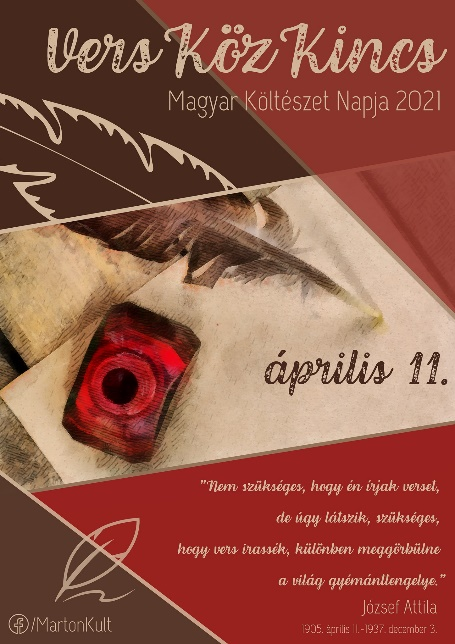 Vers Köz Kincs
Magyar Költészet Napja 2021
április 11.
"Nem szükséges, hogy én írjak verset,
de úgy látszik, szükséges,
hogy vers irassék, különben meggörbülne
a világ gyémánttengelye."
József Attila
1905. április 11.-1937. december 3.
/MartonKult